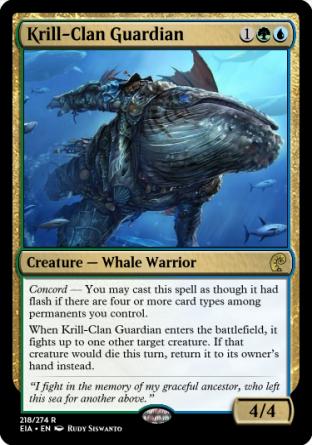 Krill-Clan Guardian 1
Creature — Whale Warrior
Concord — You may cast this spell as though it had
flash if there are four or more card types among
permanents you control.
When Krill-Clan Guardian enters the battlefield, it
fights up to one other target creature. If that
creature would die this turn, return it to its owner's
hand instead.
"I fight in the memory of my graceful ancestor, who left
this sea for another above."
4/4
218/274 R
EIA • EN Rudy Siswanto